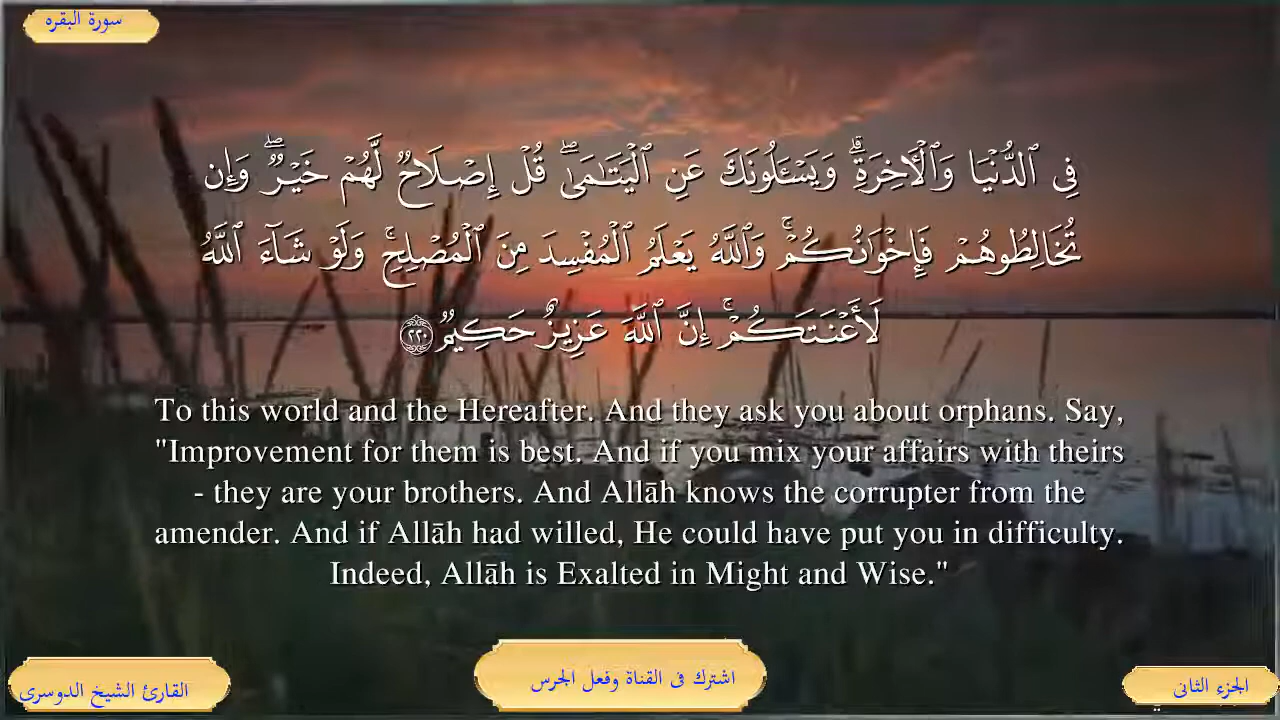 سورة البقره
فِى ٱلدُّنْيَا وَٱلْـَٔاخِرَةِ ۗ وَيَسْـَٔلُونَكَ عَنِ ٱلْيَتَـٰمَىٰ ۖ قُلْ إِصْلَاحٌ لَّهُمْ خَيْرٌ ۖ وَإِن
تُخَالِطُوهُمْ فَإِخْوَٰنُكُمْ ۚ وَٱللَّهُ يَعْلَمُ ٱلْمُفْسِدَ مِنَ ٱلْمُصْلِحِ ۚ وَلَوْ شَآءَ ٱللَّهُ
لَأَعْنَتَكُمْ ۚ إِنَّ ٱللَّهَ عَزِيزٌ حَكِيمٌ ٢٢٠
To this world and the Hereafter. And they ask you about orphans. Say,
"Improvement for them is best. And if you mix your affairs with theirs
- they are your brothers. And Allāh knows the corrupter from the
amender. And if Allāh had willed, He could have put you in difficulty.
Indeed, Allāh is Exalted in Might and Wise."
الجزء الثانى
اشترك فى القناة وفعل الجرس
القارئ الشيخ الدوسرى